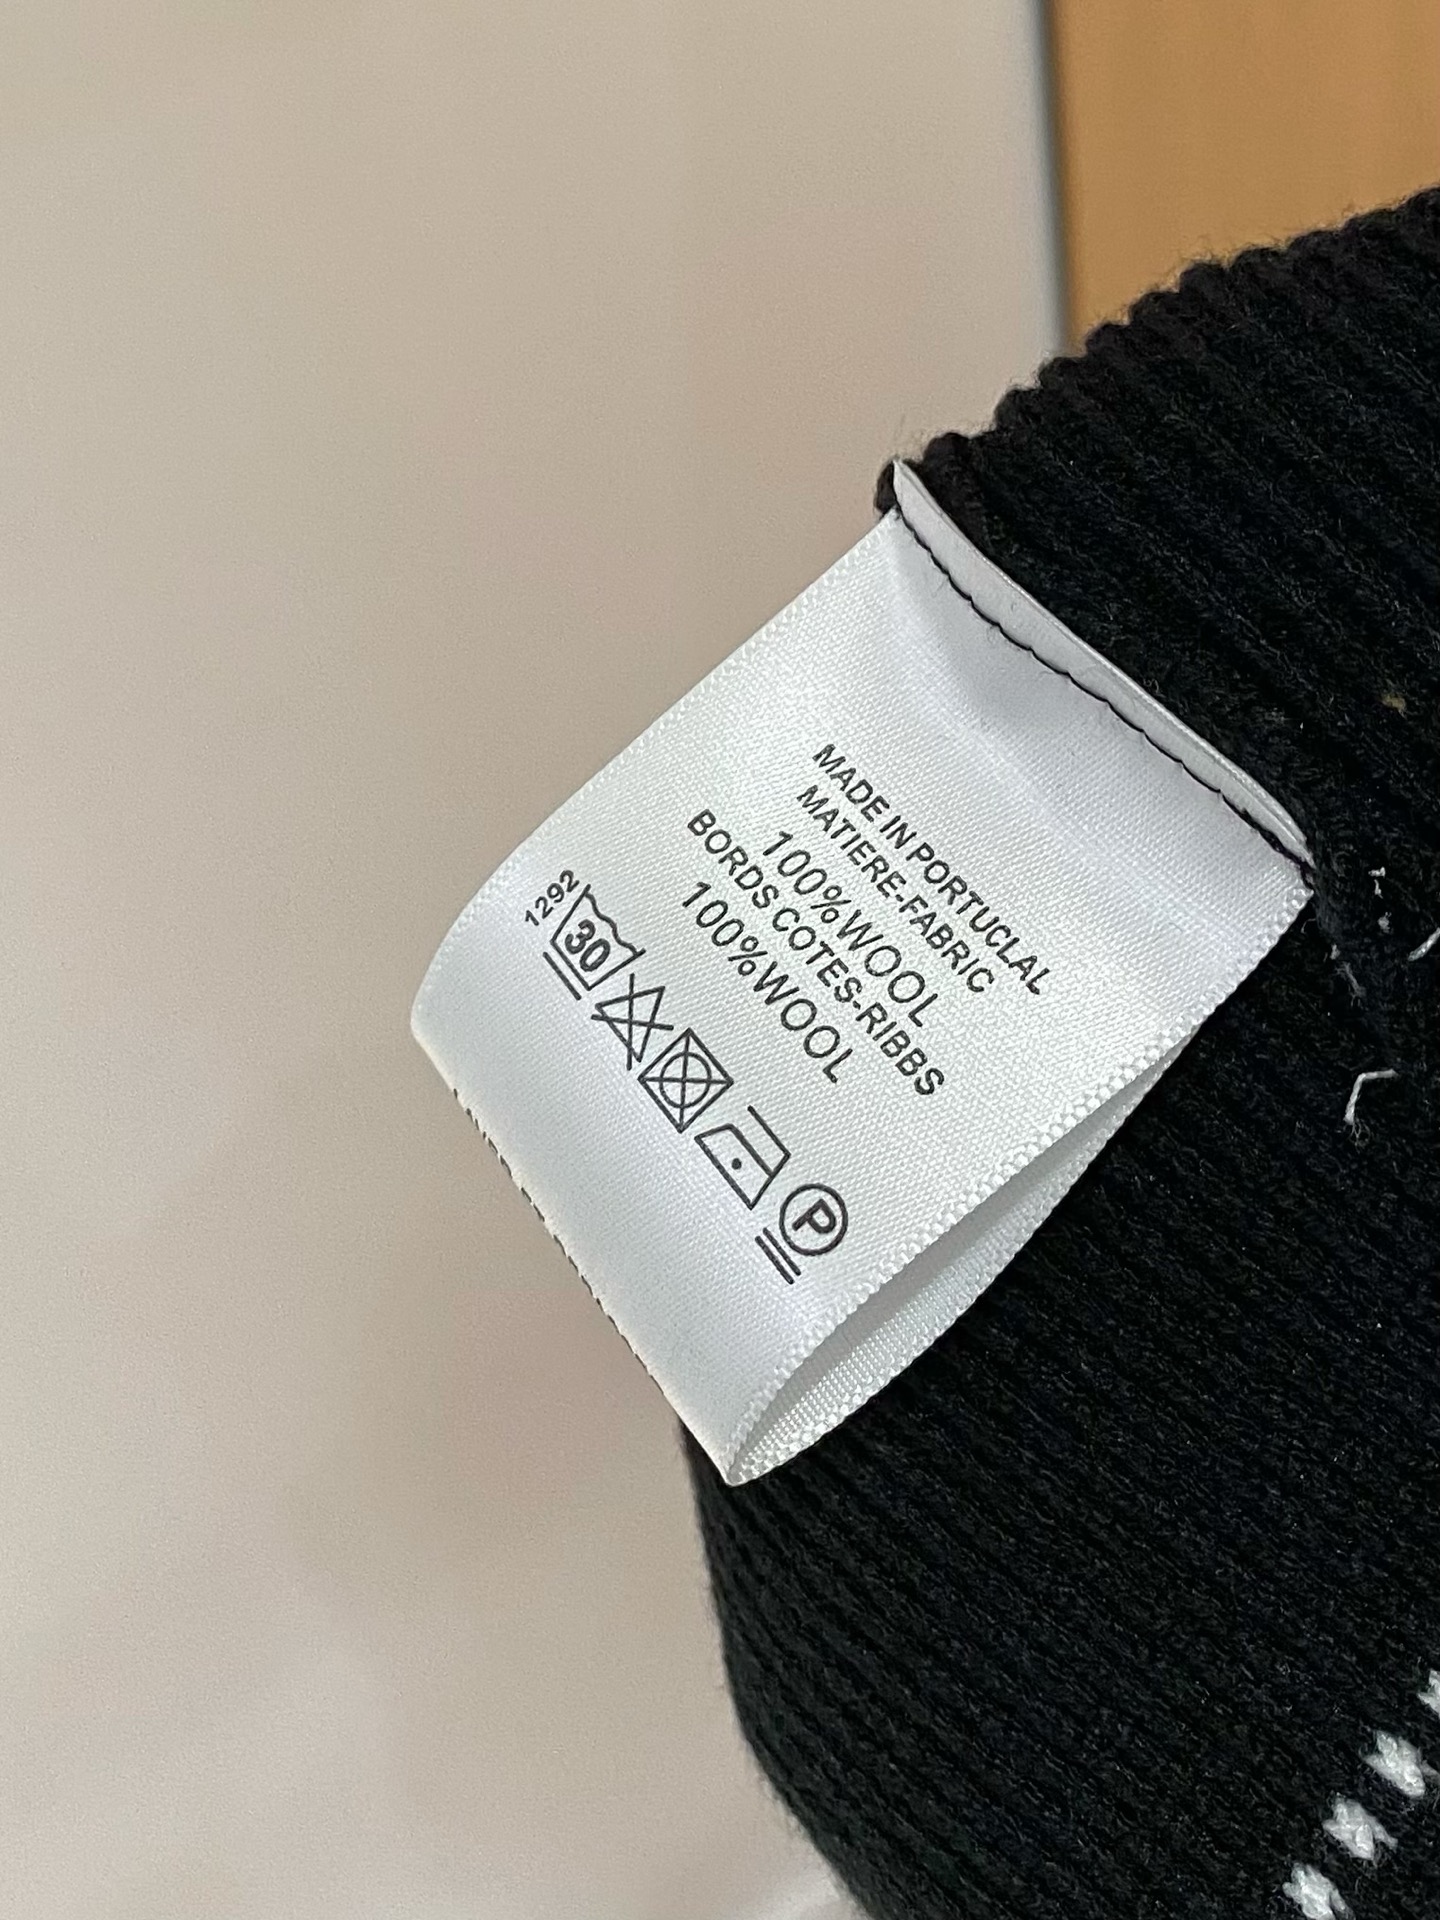 MADE IN PORTUCLAL
MATIERE-FABRIC
100%WOOL
BORDS COTES-RIBBS
100%WOOL
1292
30
P